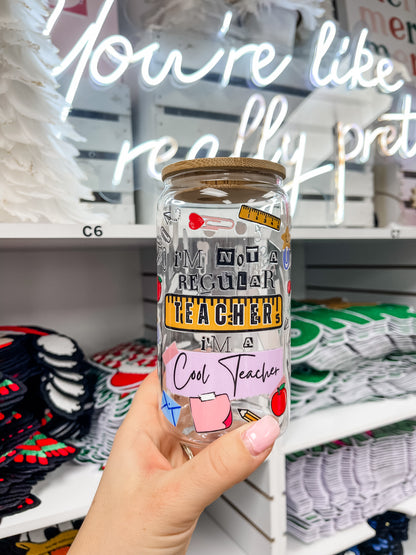 You're like
really pret
C6
I'M NOT A
REGULAR
TEACHER!
I'M A
Cool Teacher